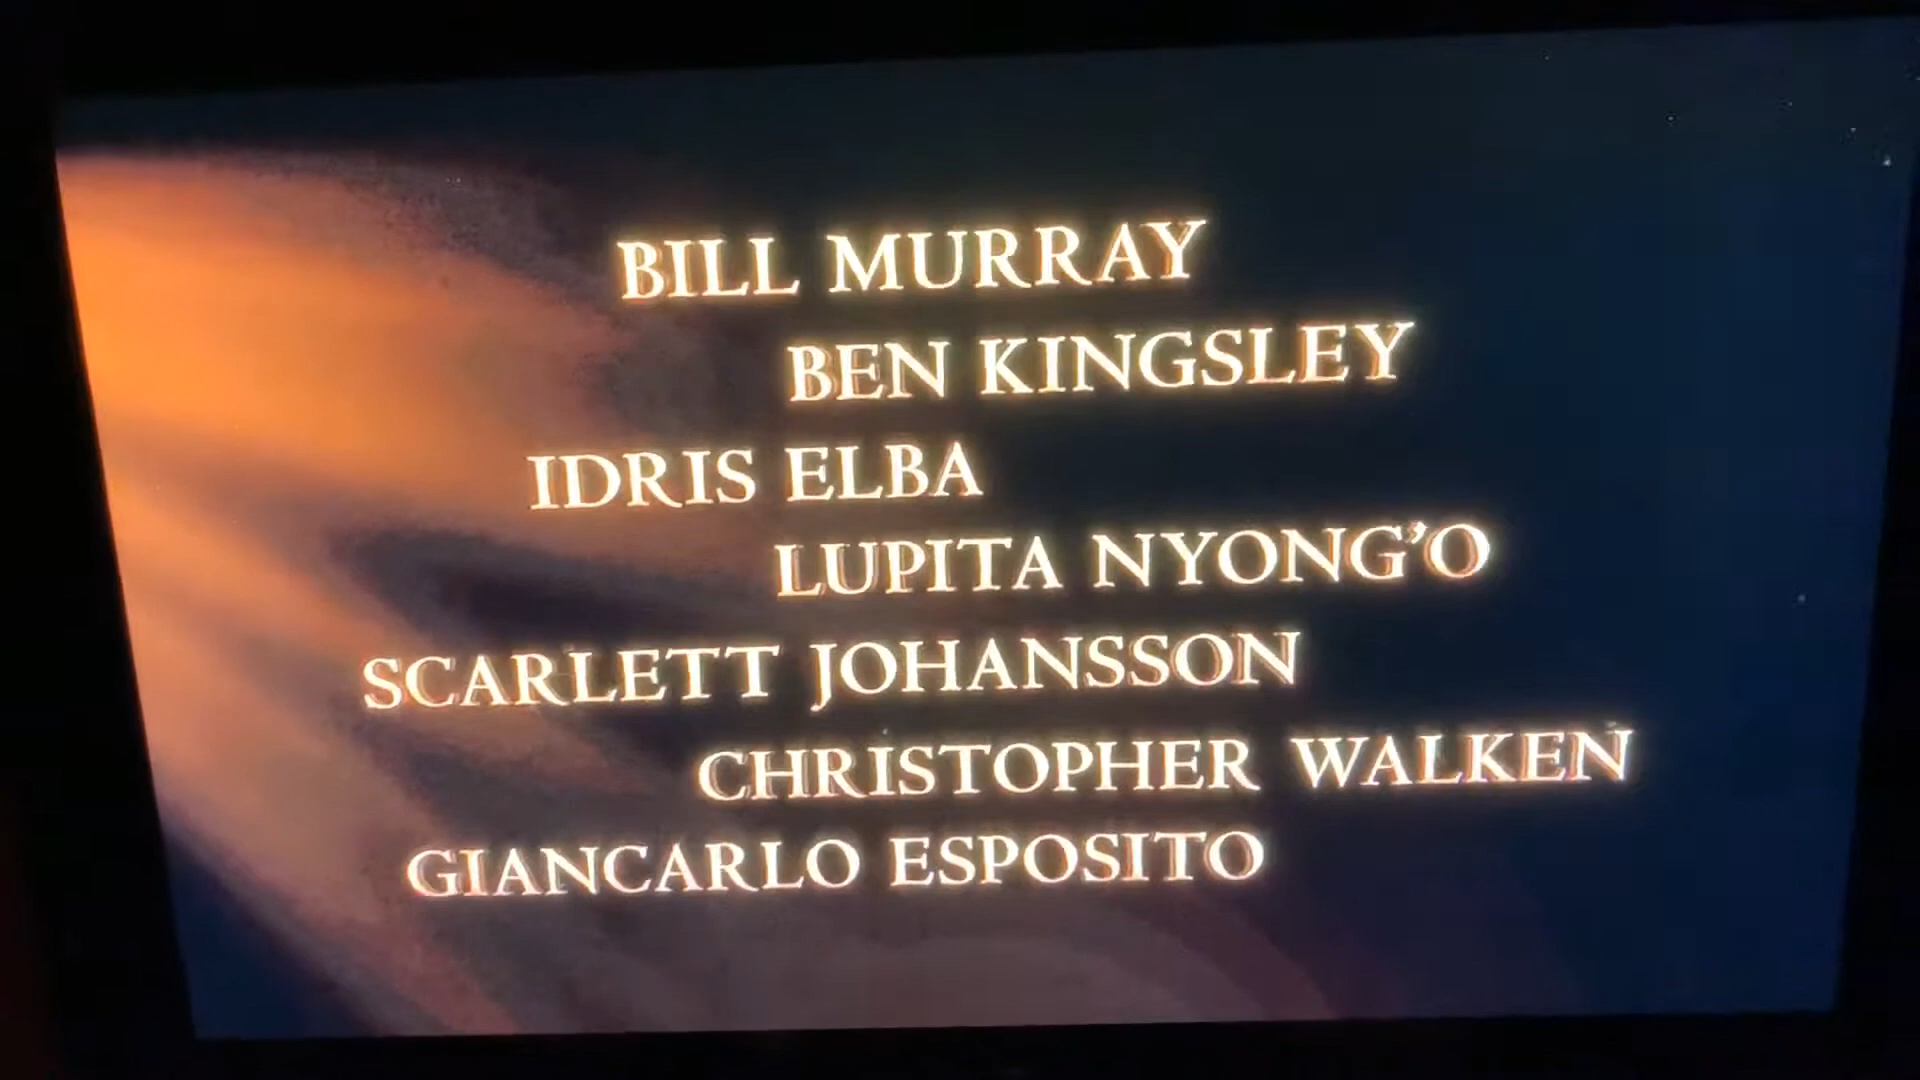 BILL MURRAY
BEN KINGSLEY
IDRIS ELBA
LUPITA NYONG'O
SCARLETT JOHANSSON
CHRISTOPHER WALKEN
GIANCARLO ESPOSITO